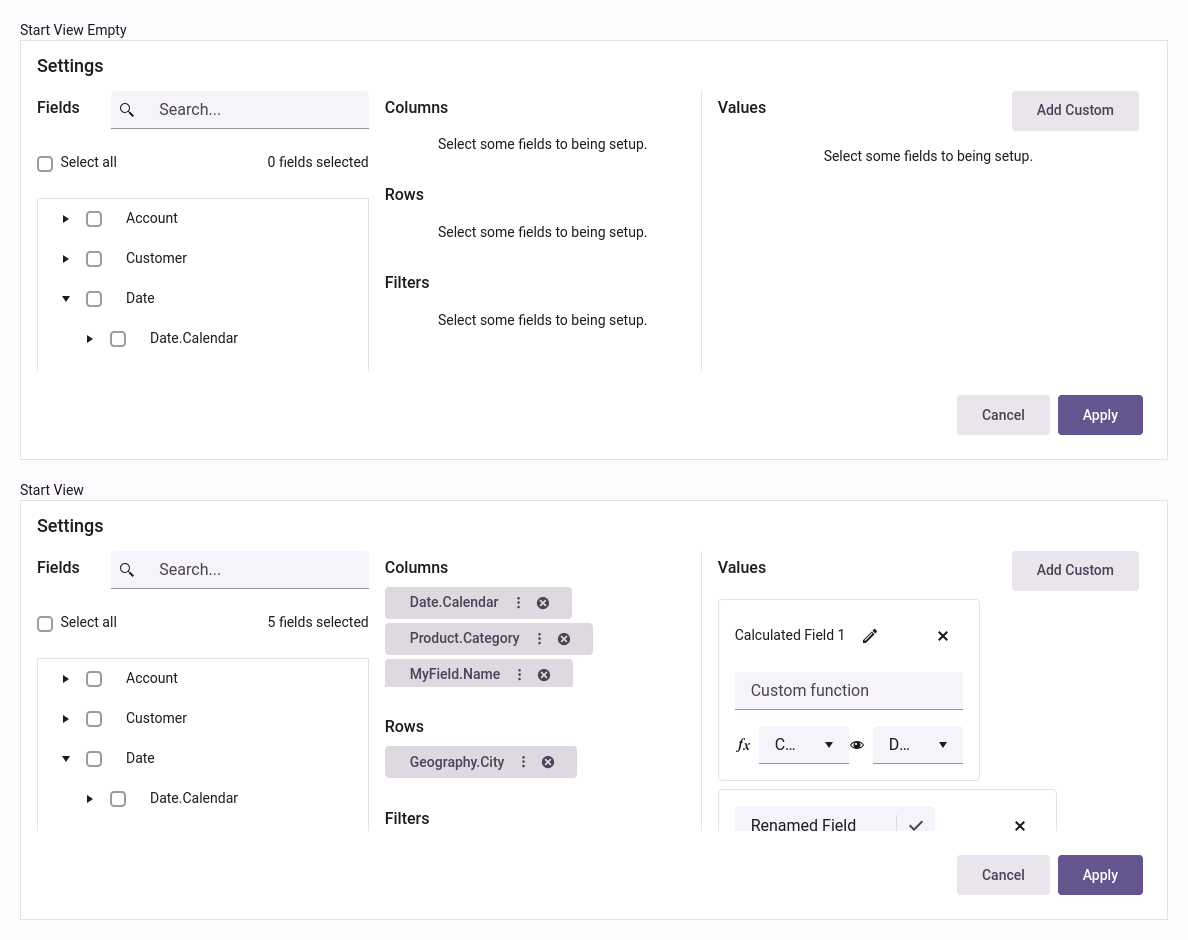 Start View Empty
Settings
Fields
Search...
Select all
0 fields selected
Account
Customer
Date
Date.Calendar
Columns
Select some fields to being setup.
Rows
Select some fields to being setup.
Filters
Select some fields to being setup.
Values
Add Custom
Select some fields to being setup.
Cancel
Apply
Start View
Settings
Fields
Search...
Select all
5 fields selected
Account
Customer
Date
Date.Calendar
Columns
Date.Calendar
Product.Category
MyField.Name
Rows
Geography.City
Filters
Values
Add Custom
Calculated Field 1
Custom function
fx C... D...
Renamed Field
Cancel
Apply